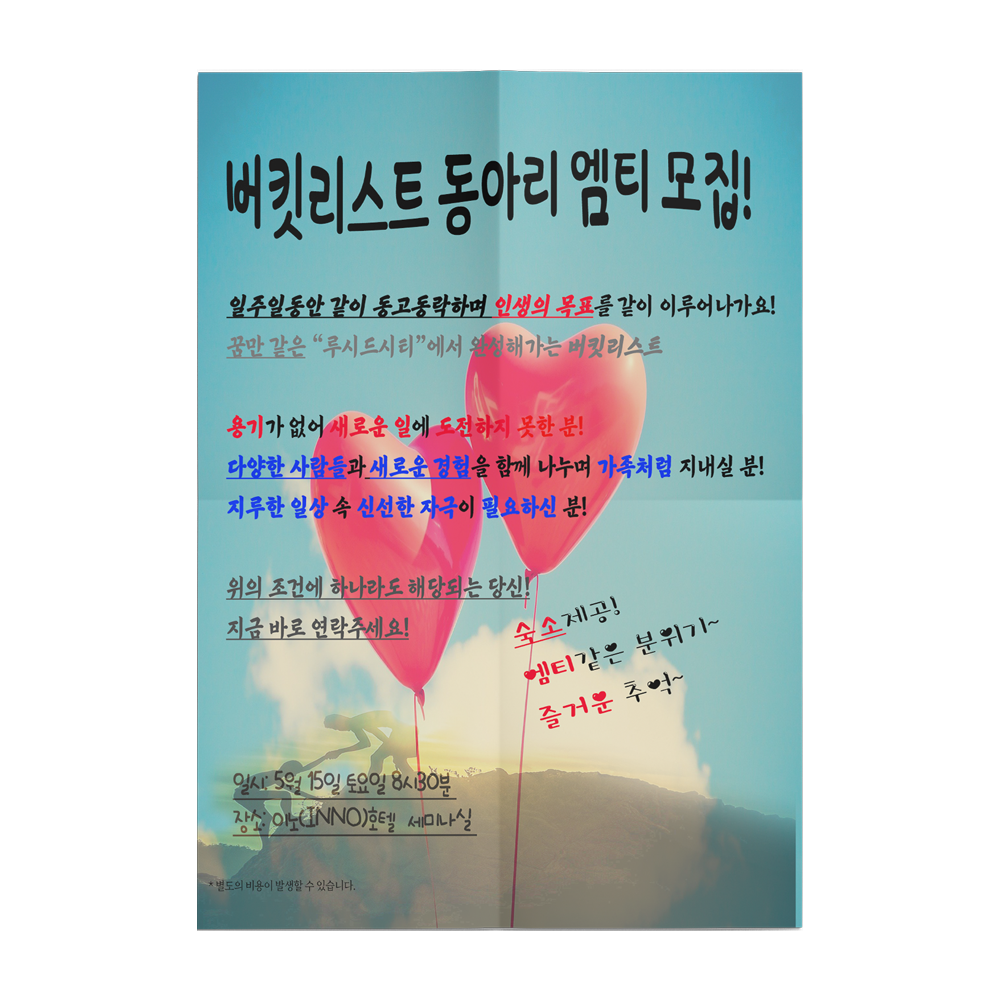 버킷리스트 동아리 엠티 모집!
일주일동안 같이 동고동락하며 인생의 목표를 같이 이루어나가요!
꿈만 같은 “루시드시티”에서 완성해가는 버킷리스트
용기가 없어 새로운 일에 도전하지 못한 분!
다양한 사람들과 새로운 경험을 함께 나누며 가족처럼 지내실 분!
지루한 일상 속 신선한 자극이 필요하신 분!
위의 조건에 하나라도 해당되는 당신!
지금 바로 연락주세요!
숙소제공!
엠티같은 분위기~
즐거운 추억~
일시: 5월 15일 토요일 8시30분
장소: 이노(INNO)호텔 세미나실
* 별도의 비용이 발생할 수 있습니다.